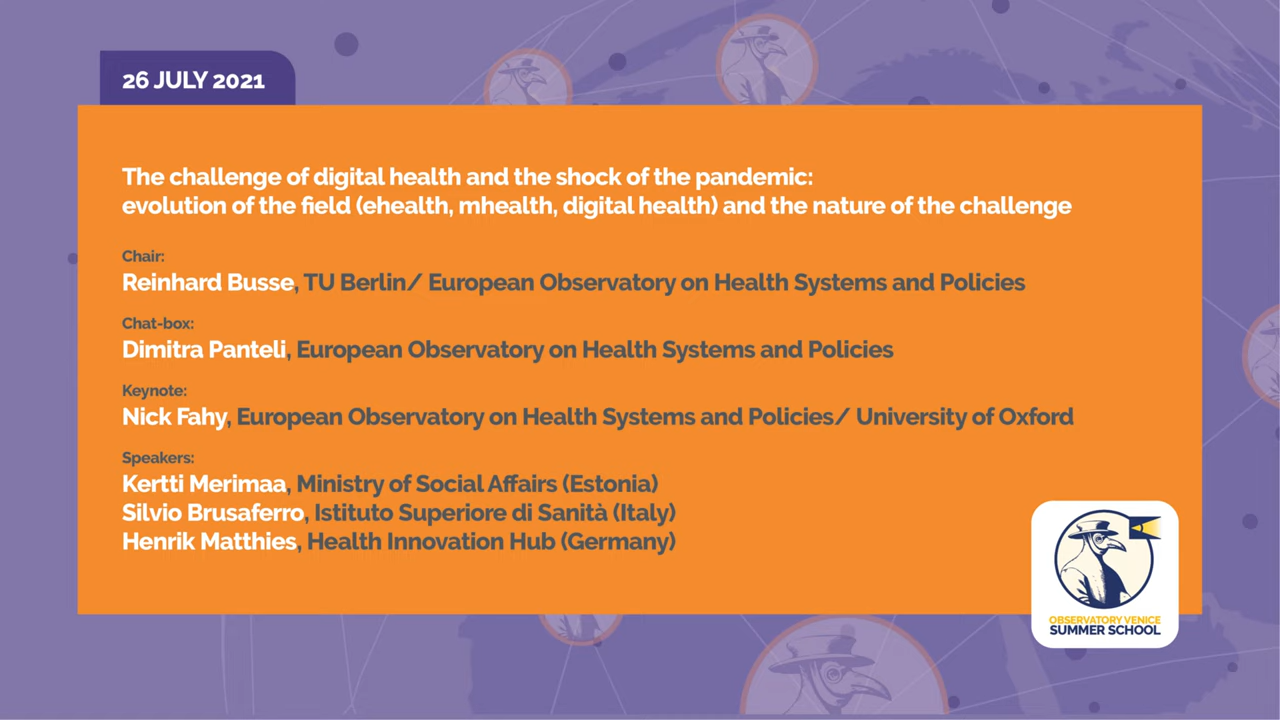 26 JULY 2021
The challenge of digital health and the shock of the pandemic:
evolution of the field (ehealth, mhealth, digital health) and the nature of the challenge
Chair:
Reinhard Busse, TU Berlin/ European Observatory on Health Systems and Policies
Chat-box:
Dimitra Panteli, European Observatory on Health Systems and Policies
Keynote:
Nick Fahy, European Observatory on Health Systems and Policies/ University of Oxford
Speakers:
Kertti Merimaa, Ministry of Social Affairs (Estonia)
Silvio Brusaferro, Istituto Superiore di Sanità (Italy)
Henrik Matthies, Health Innovation Hub (Germany)
OBSERVATORY VENICE
SUMMER SCHOOL